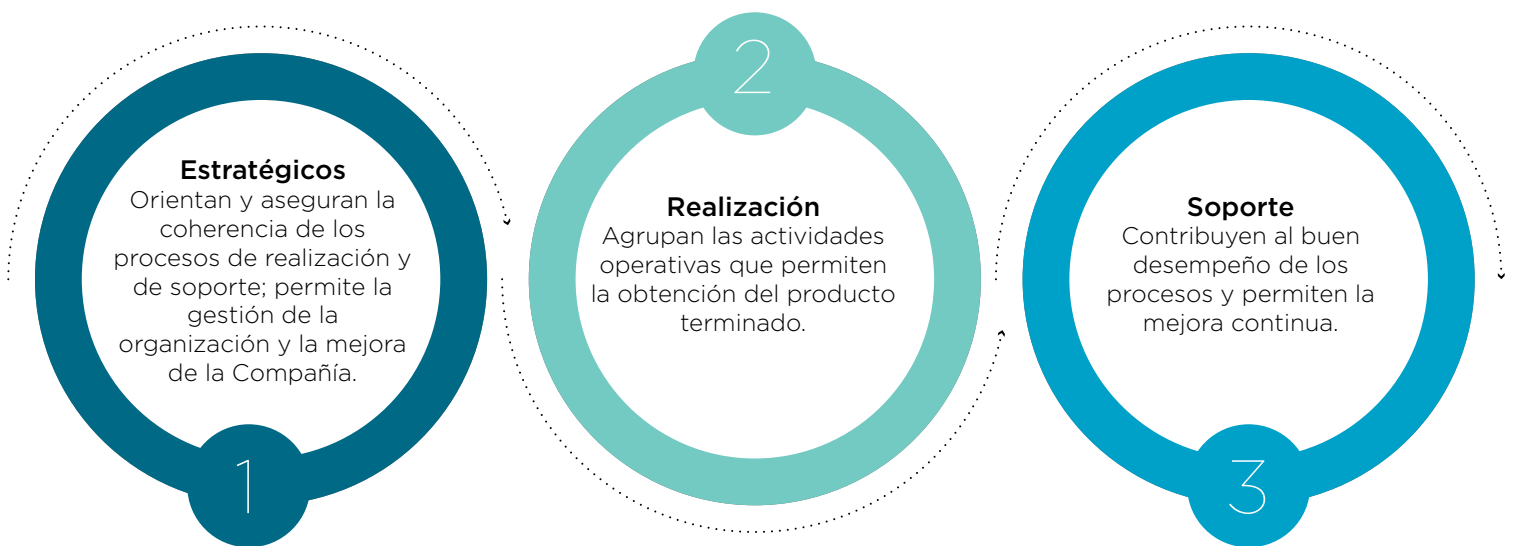 Estratégicos
Orientan y aseguran la
coherencia de los
procesos de realización y
de soporte; permite la
gestión de la
organización y la mejora
de la Compañía.
1
2
Realización
Agrupan las actividades
operativas que permiten
la obtención del producto
terminado.
Soporte
Contribuyen al buen
desempeño de los
procesos y permiten la
mejora continua.
3